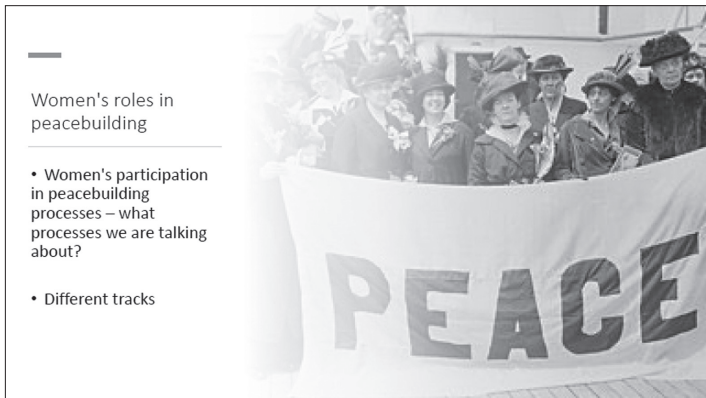 Women's roles in
peacebuilding
• Women's participation
in peacebuilding
processes – what
processes we are talking
about?
• Different tracks
PEACE